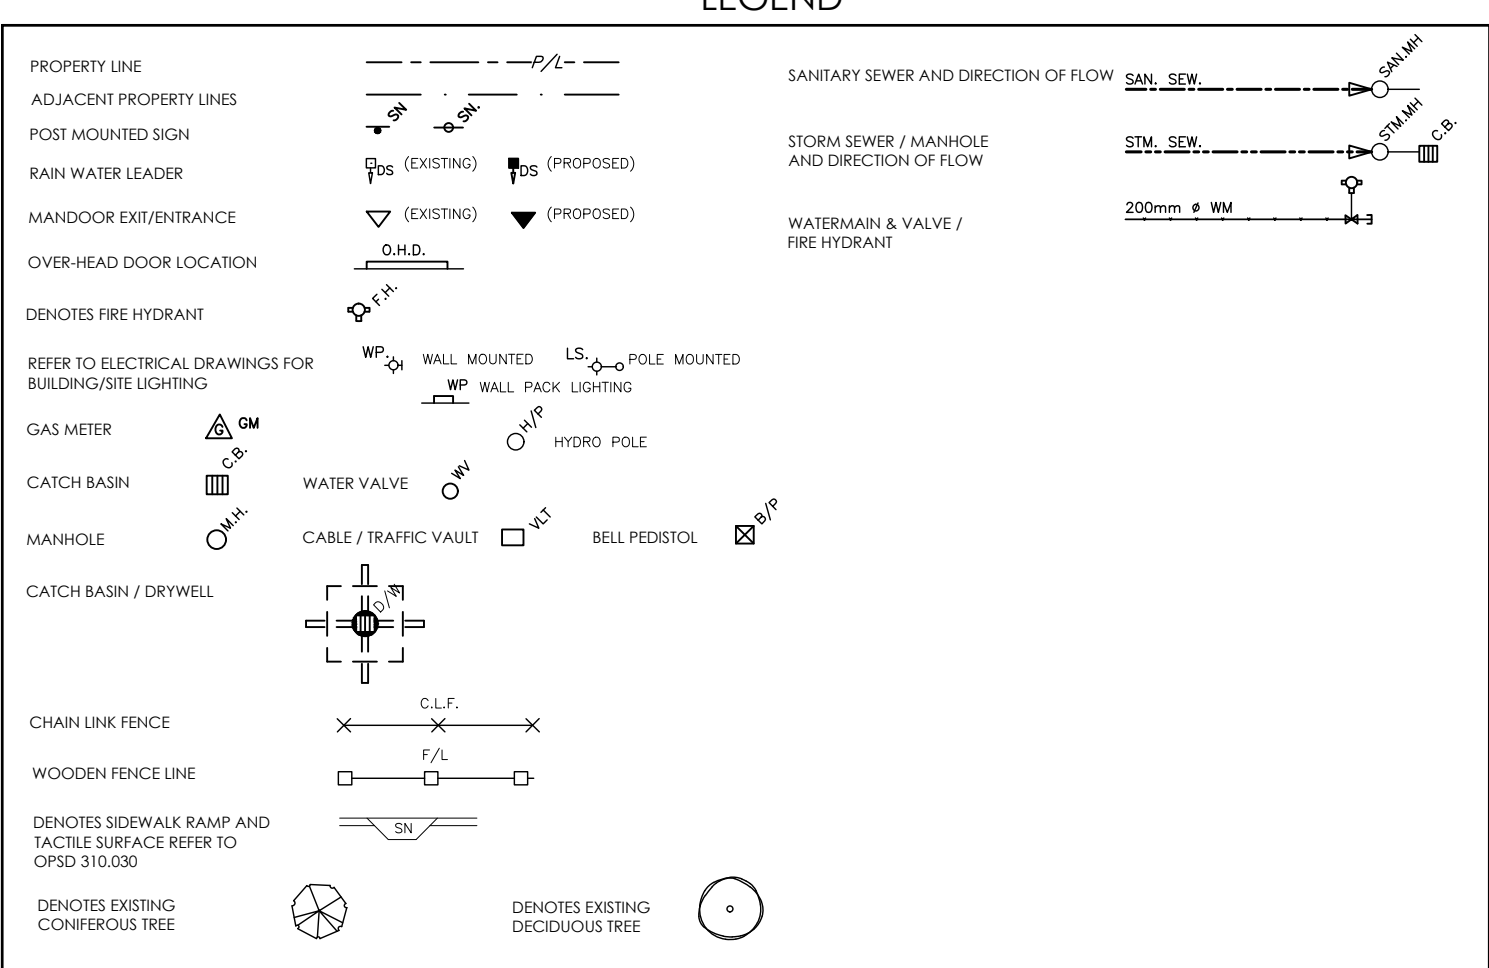 LEGEND
PROPERTY LINE
P/L
ADJACENT PROPERTY LINES
POST MOUNTED SIGN
SN
SN.
RAIN WATER LEADER
DS (EXISTING)
DS (PROPOSED)
MANDOOR EXIT/ENTRANCE
(EXISTING)
(PROPOSED)
OVER-HEAD DOOR LOCATION
O.H.D.
DENOTES FIRE HYDRANT
F.H.
REFER TO ELECTRICAL DRAWINGS FOR
BUILDING/SITE LIGHTING
WP. WALL MOUNTED
LS. POLE MOUNTED
WP WALL PACK LIGHTING
GAS METER
G GM
H/P
HYDRO POLE
CATCH BASIN
C.B.
WATER VALVE
WV
MANHOLE
M.H.
CABLE / TRAFFIC VAULT
VLT
BELL PEDISTOL
B/P
CATCH BASIN / DRYWELL
D/W
CHAIN LINK FENCE
C.L.F.
WOODEN FENCE LINE
F/L
DENOTES SIDEWALK RAMP AND
TACTILE SURFACE REFER TO
OPSD 310.030
SN
DENOTES EXISTING
CONIFEROUS TREE
DENOTES EXISTING
DECIDUOUS TREE
SANITARY SEWER AND DIRECTION OF FLOW
SAN. SEW.
SAN.MH
STORM SEWER / MANHOLE
AND DIRECTION OF FLOW
STM. SEW.
STM.MH
C.B.
WATERMAIN & VALVE /
FIRE HYDRANT
200mm ø WM